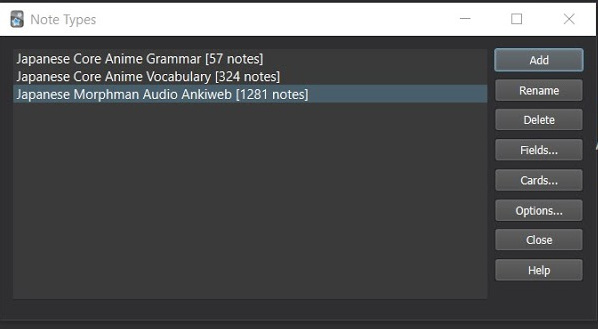 Note Types
Japanese Core Anime Grammar [57 notes]
Japanese Core Anime Vocabulary [324 notes]
Japanese Morphman Audio Ankiweb [1281 notes]
Add
Rename
Delete
Fields...
Cards...
Options...
Close
Help